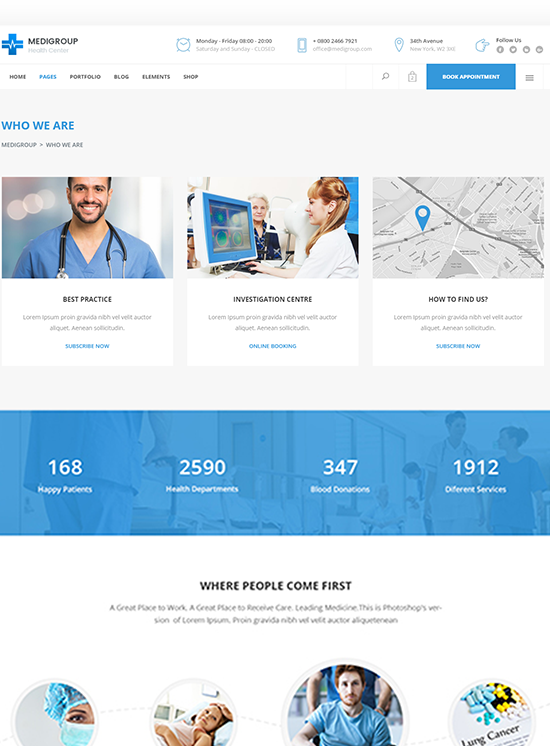 MEDIGROUP
Health Center
Monday - Friday 08:00 - 20:00
Saturday and Sunday - CLOSED
+ 0800 2466 7921
office@medigroup.com
34th Avenue
New York, W2 3XE
Follow Us
HOME PAGES PORTFOLIO BLOG ELEMENTS SHOP
BOOK APPOINTMENT
WHO WE ARE
MEDIGROUP > WHO WE ARE
BEST PRACTICE
Lorem Ipsum proin gravida nibh vel velit auctor
aliquet. Aenean sollicitudin.
SUBSCRIBE NOW
INVESTIGATION CENTRE
Lorem Ipsum proin gravida nibh vel velit auctor
aliquet. Aenean sollicitudin.
ONLINE BOOKING
HOW TO FIND US?
Lorem Ipsum proin gravida nibh vel velit auctor
aliquet. Aenean sollicitudin.
SUBSCRIBE NOW
168
Happy Patients
2590
Health Departments
347
Blood Donations
1912
Diferent Services
WHERE PEOPLE COME FIRST
A Great Place to Work. A Great Place to Receive Care. Leading Medicine.This is Photoshop's ver-
sion of Lorem Ipsum. Proin gravida nibh vel velit auctor aliquetenean
Lung Cancer